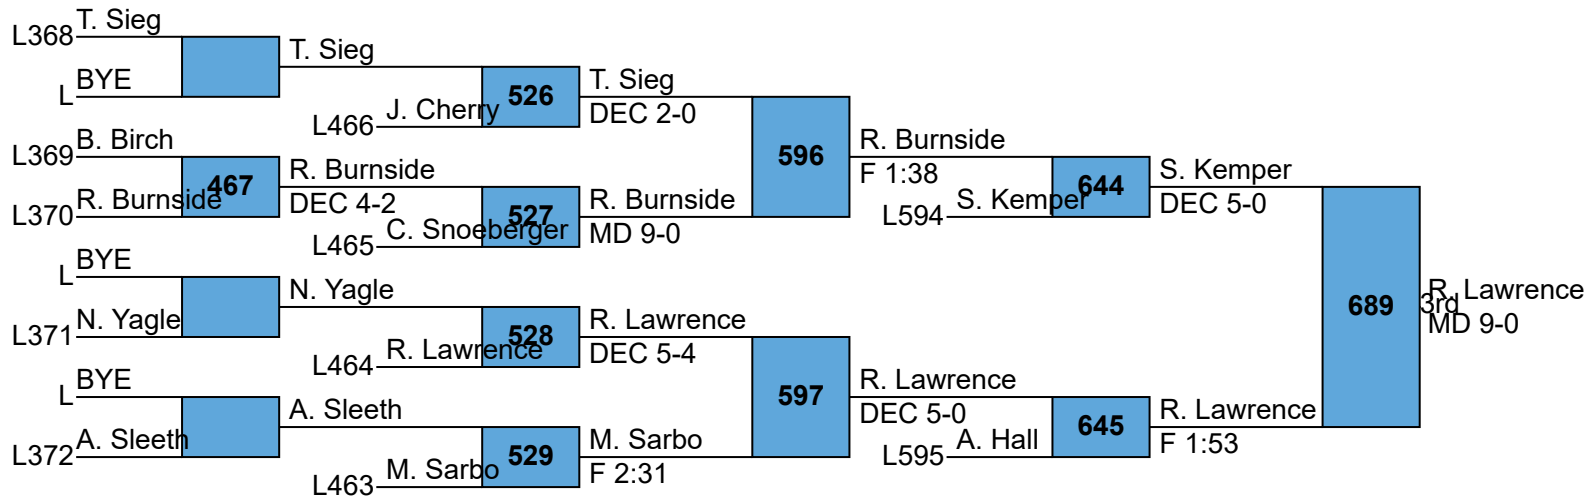 L368 T. Sieg
L BYE
T. Sieg
526
L466 J. Cherry
T. Sieg
DEC 2-0
L369 B. Birch
467
L370 R. Burnside
R. Burnside
DEC 4-2
527
L465 C. Snoeberger
R. Burnside
MD 9-0
596
R. Burnside
F 1:38
644
L594 S. Kemper
S. Kemper
DEC 5-0
L BYE
L371 N. Yagle
N. Yagle
528
L464 R. Lawrence
R. Lawrence
DEC 5-4
L BYE
L372 A. Sleeth
A. Sleeth
529
L463 M. Sarbo
M. Sarbo
F 2:31
597
R. Lawrence
DEC 5-0
645
L595 A. Hall
R. Lawrence
F 1:53
689
3rd
R. Lawrence
MD 9-0